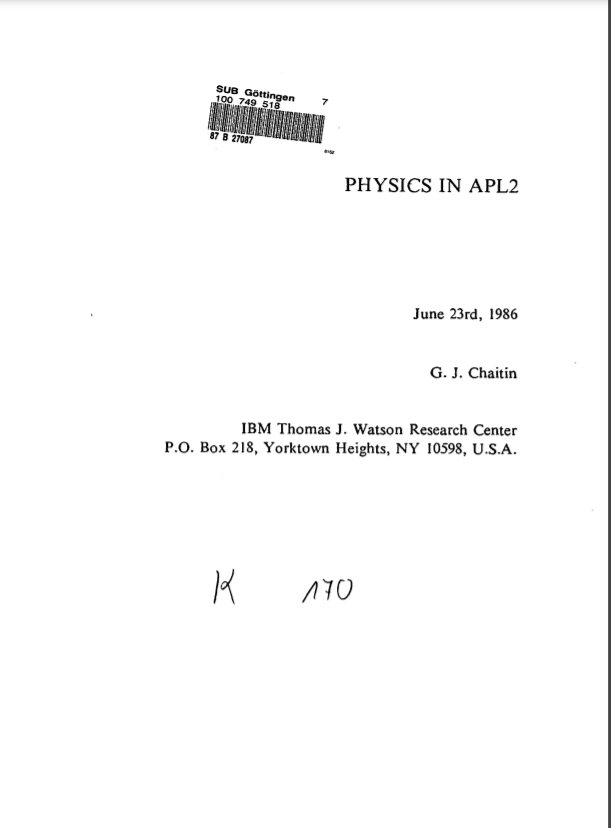 SUB Göttingen 7
100 749 518
87 B 27087
PHYSICS IN APL2
June 23rd, 1986
G. J. Chaitin
IBM Thomas J. Watson Research Center
P.O. Box 218, Yorktown Heights, NY 10598, U.S.A.
K 170